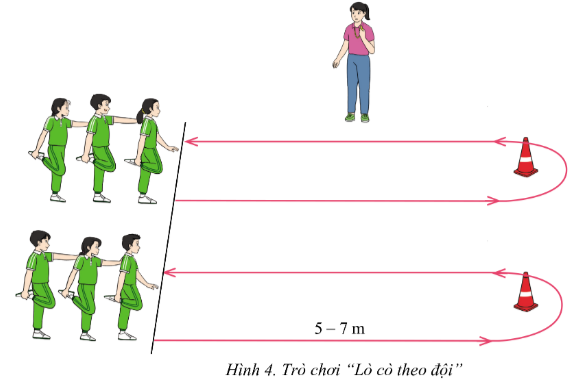 5 – 7 m
Hình 4. Trò chơi “Lò cò theo đội”